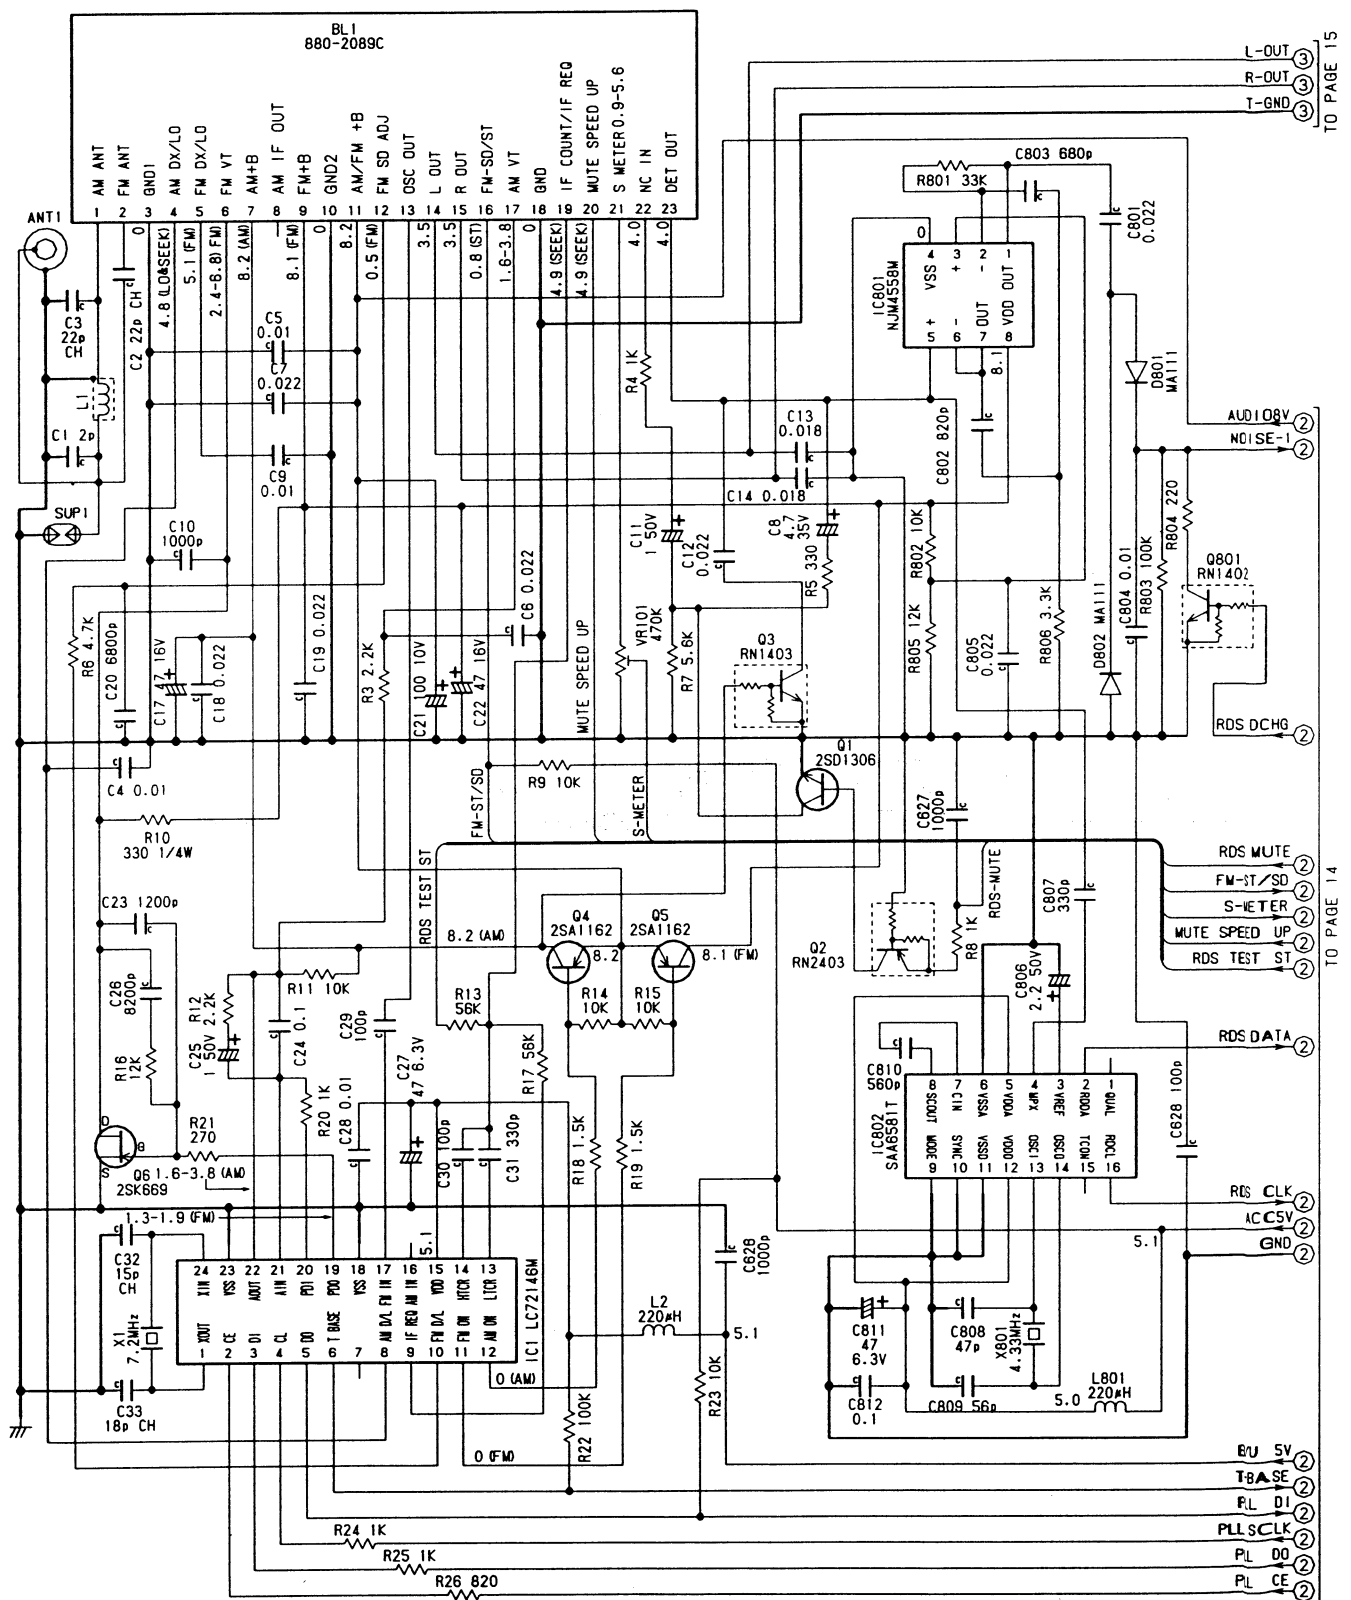 BL1
880-2089C
AM ANT
FM ANT
GND1
AM DX/LO
FM DX/LO
FM VT
AM+B
AM IF OUT
FM+B
GND2
AM/FM +B
FM SD ADJ
OSC OUT
L OUT
R OUT
FM-SD/ST
AM VT
GND
IF COUNT/IF REQ
MUTE SPEED UP
S METER 0.9-5.6
NC IN
DET OUT
1 2 3 4 5 6 7 8 9 10 11 12 13 14 15 16 17 18 19 20 21 22 23
0
4.8 (LO&SEEK)
5.1 (FM)
2.4-6.8(FM)
8.2 (AM)
-
8.1 (FM)
0
8.2
0.5 (FM)
3.5
3.5
0.8 (ST)
1.6-3.8
0
4.9 (SEEK)
4.9 (SEEK)
4.0
4.0
L-OUT 3
R-OUT 3
T-GND 3
TO PAGE 15
ANT1
C3
22p
CH
C2 22p CH
L1
C1 2p
SUP1
C5
0.01
C7
0.022
C9
0.01
C10
1000p
R4 1K
C13
0.018
C14 0.018
C803 680p
R801 33K
C801
0.022
IC801
NJM4558M
4 3 2 1
VSS + - OUT
0
+ - OUT VDD
5 6 7 8
8.1
C802 820p
D801
MA111
AUDIO8V 2
NOISE-1 2
R6 4.7K
C20 6800p
C17 47 16V
C18 0.022
C19 0.022
R3 2.2K
C21 100 10V
C22 47 16V
C6 0.022
MUTE SPEED UP
C11
1 50V
C12
0.022
C8
4.7
35V
R5 330
VR101
470K
R7 5.6K
Q3
RN1403
R802 10K
R805 12K
C805
0.022
R806 3.3K
D802 MA111
C804 0.01
R803 100K
R804 220
Q801
RN1402
RDS DCHG 2
C4 0.01
R9 10K
Q1
2SD1306
FM-ST/SD
S-METER
C627
1000p
R10
330 1/4W
RDS TEST ST
RDS-MUTE
RDS MUTE 2
FM-ST/SD 2
S-METER 2
MUTE SPEED UP 2
RDS TEST ST 2
TO PAGE 14
C23 1200p
8.2 (AM)
Q4
2SA1162
8.2
Q5
2SA1162
8.1 (FM)
Q2
RN2403
R8 1K
C807
330p
C806
2.2 50V
C26
8200p
R12
2.2K
C25
1 50V
R11 10K
C24 0.1
C29
100p
R13
56K
R14
10K
R15
10K
R16
12K
C27
47 6.3V
R17 56K
RDS DATA 2
C810
560p
IC802
SAA6581T
8 7 6 5 4 3 2 1
SCOUT CIN VSSA VDDA MPX VREF RDDA QUAL
MODE SYNC VSSD VDDD OSCI OSCO TCON RDCL
9 10 11 12 13 14 15 16
C628 100p
R21
270
R20 1K
C28 0.01
C30 100p
C31 330p
R18 1.5K
R19 1.5K
D
G
S
Q6
2SK669
1.6-3.8 (AM)
1.3-1.9 (FM)
RDS CLK 2
ACC5V 2
5.1
GND 2
C32
15p
CH
X1
7.2MHz
C33
18p CH
5.1
24 23 22 21 20 19 18 17 16 15 14 13
XIN VSS AOUT AIN PDI PDO VSS FM IN AM IN VDD HTCR LTCR
XOUT CE DI CL DO T BASE AM D/L IF REQ FM D/L FM ON AM ON
1 2 3 4 5 6 7 8 9 10 11 12
IC1 LC72146M
C628
1000p
L2
220μH
5.1
C811
47
6.3V
C812
0.1
C808
47p
C809 56p
X801
4.33MHz
5.0
L801
220μH
0 (AM)
R22 100K
R23 10K
0 (FM)
B/U 5V 2
T-BASE 2
PLL DI 2
R24 1K
PLL SCLK 2
R25 1K
PLL DO 2
R26 820
PLL CE 2